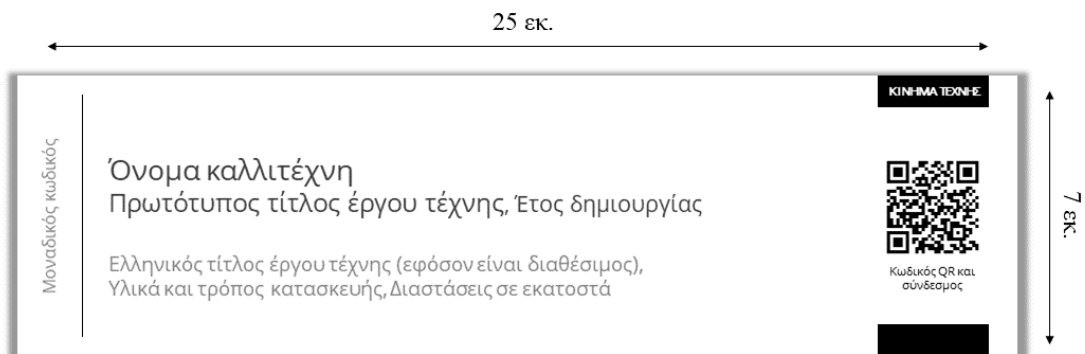 25 εκ.
ΚΙΝΗΜΑ ΤΕΧΝΗΣ
Μοναδικός κωδικός
Όνομα καλλιτέχνη
Πρωτότυπος τίτλος έργου τέχνης, Έτος δημιουργίας
Ελληνικός τίτλος έργου τέχνης (εφόσον είναι διαθέσιμος),
Υλικά και τρόπος κατασκευής, Διαστάσεις σε εκατοστά
Κωδικός QR και
σύνδεσμος
7 εκ.